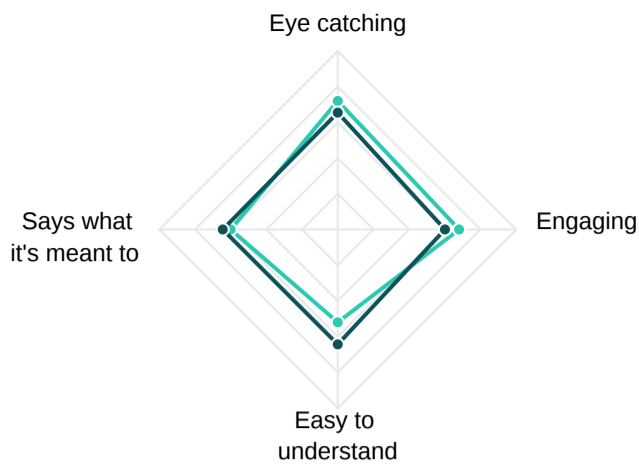 Eye catching
Says what
it's meant to
Engaging
Easy to
understand